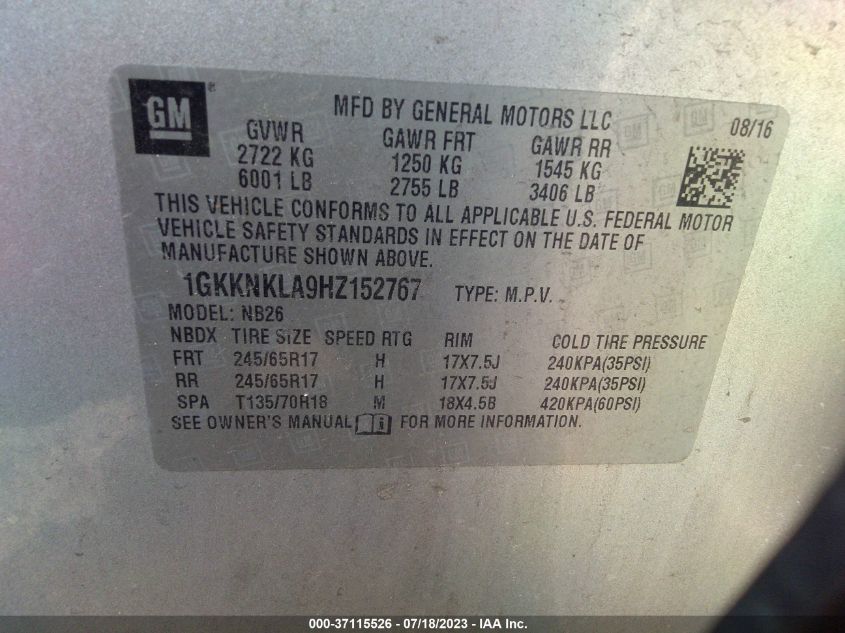 GM ®
MFD BY GENERAL MOTORS LLC
08/16
GVWR GAWR FRT GAWR RR
2722 KG 1250 KG 1545 KG
6001 LB 2755 LB 3406 LB
THIS VEHICLE CONFORMS TO ALL APPLICABLE U.S. FEDERAL MOTOR
VEHICLE SAFETY STANDARDS IN EFFECT ON THE DATE OF
MANUFACTURE SHOWN ABOVE.
1GKKNKLA9HZ152767 TYPE: M.P.V.
MODEL: NB26
NBDX TIRE SIZE SPEED RTG RIM COLD TIRE PRESSURE
FRT 245/65R17 H 17X7.5J 240KPA(35PSI)
RR 245/65R17 H 17X7.5J 240KPA(35PSI)
SPA T135/70R18 M 18X4.5B 420KPA(60PSI)
SEE OWNER'S MANUAL FOR MORE INFORMATION.
000-37115526 - 07/18/2023 - IAA Inc.